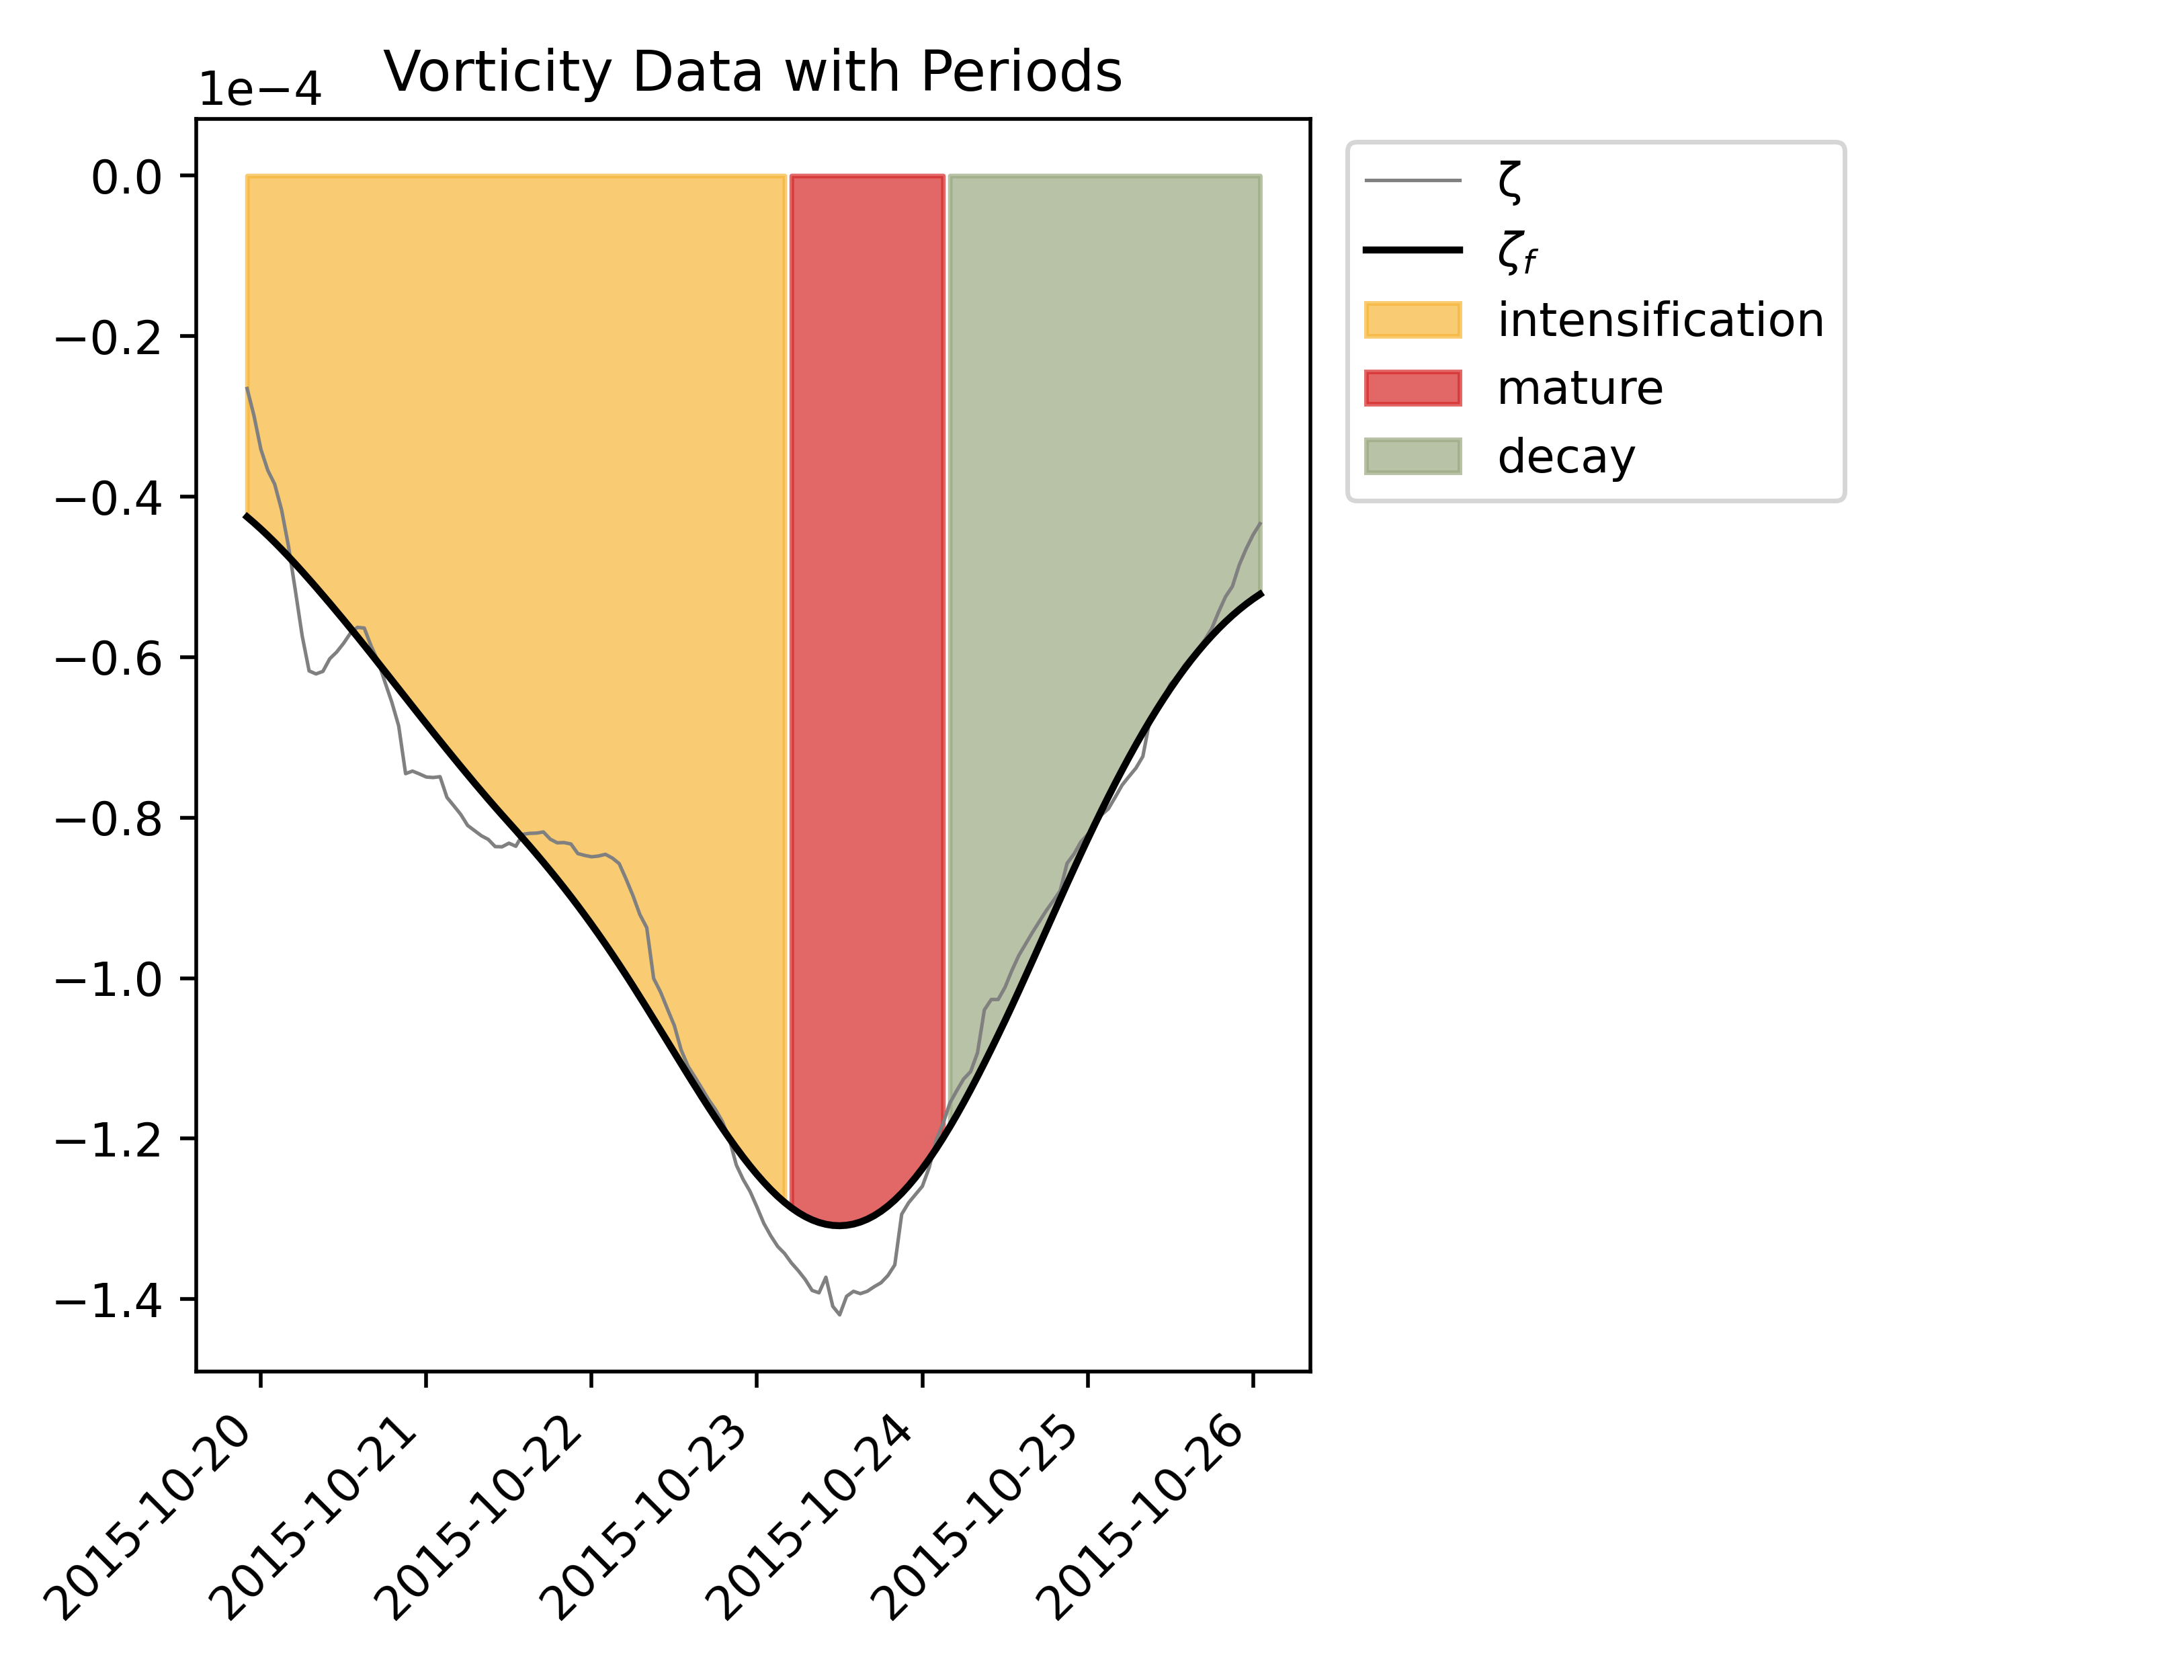 Vorticity Data with Periods
1e−4
0.0
−0.2
−0.4
−0.6
−0.8
−1.0
−1.2
−1.4
2015-10-20
2015-10-21
2015-10-22
2015-10-23
2015-10-24
2015-10-25
2015-10-26
ζ
ζf
intensification
mature
decay